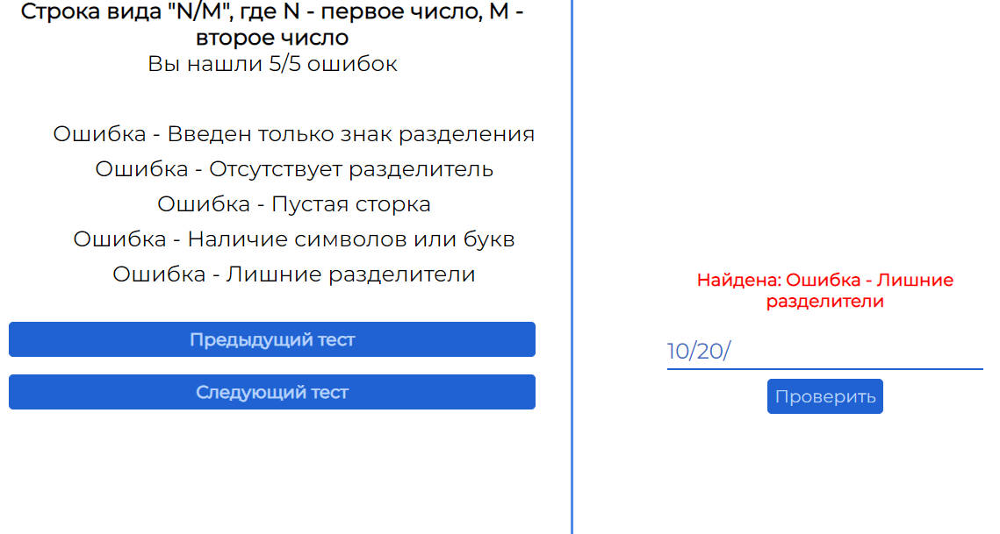 Строка вида "N/M", где N - первое число, M -
второе число
Вы нашли 5/5 ошибок
Ошибка - Введен только знак разделения
Ошибка - Отсутствует разделитель
Ошибка - Пустая сторка
Ошибка - Наличие символов или букв
Ошибка - Лишние разделители
Предыдущий тест
Следующий тест
Найдена: Ошибка - Лишние
разделители
10/20/
Проверить